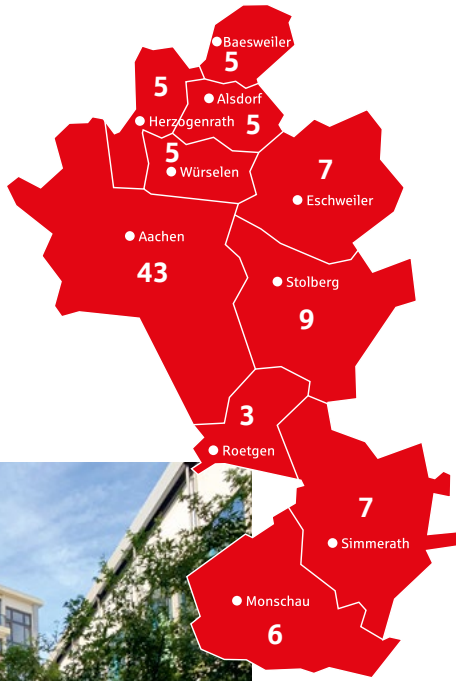 Baesweiler
5
5
Alsdorf
Herzogenrath
5
5
Würselen
7
Eschweiler
Aachen
43
Stolberg
9
3
Roetgen
7
Simmerath
Monschau
6